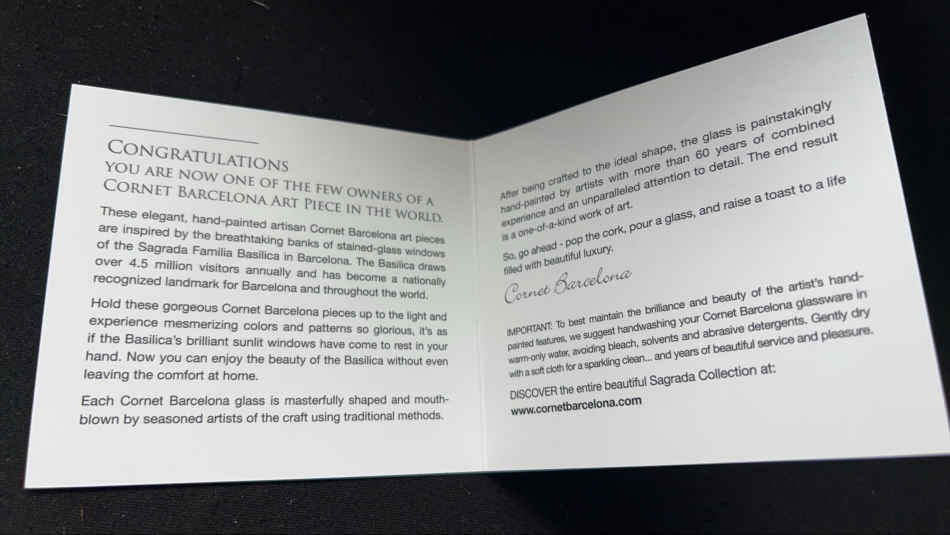 CONGRATULATIONS
YOU ARE NOW ONE OF THE FEW OWNERS OF A
CORNET BARCELONA ART PIECE IN THE WORLD.
These elegant, hand-painted artisan Cornet Barcelona art pieces
are inspired by the breathtaking banks of stained-glass windows
of the Sagrada Familia Basilica in Barcelona. The Basilica draws
over 4.5 million visitors annually and has become a nationally
recognized landmark for Barcelona and throughout the world.
Hold these gorgeous Cornet Barcelona pieces up to the light and
experience mesmerizing colors and patterns so glorious, it's as
if the Basilica's brilliant sunlit windows have come to rest in your
hand. Now you can enjoy the beauty of the Basilica without even
leaving the comfort at home.
Each Cornet Barcelona glass is masterfully shaped and mouth-
blown by seasoned artists of the craft using traditional methods.
After being crafted to the ideal shape, the glass is painstakingly
hand-painted by artists with more than 60 years of combined
experience and an unparalleled attention to detail. The end result
is a one-of-a-kind work of art.
So, go ahead - pop the cork, pour a glass, and raise a toast to a life
filled with beautiful luxury.
Cornet Barcelona
IMPORTANT: To best maintain the brilliance and beauty of the artist's hand-
painted features, we suggest handwashing your Cornet Barcelona glassware in
warm-only water, avoiding bleach, solvents and abrasive detergents. Gently dry
with a soft cloth for a sparkling clean... and years of beautiful service and pleasure.
DISCOVER the entire beautiful Sagrada Collection at:
www.cornetbarcelona.com